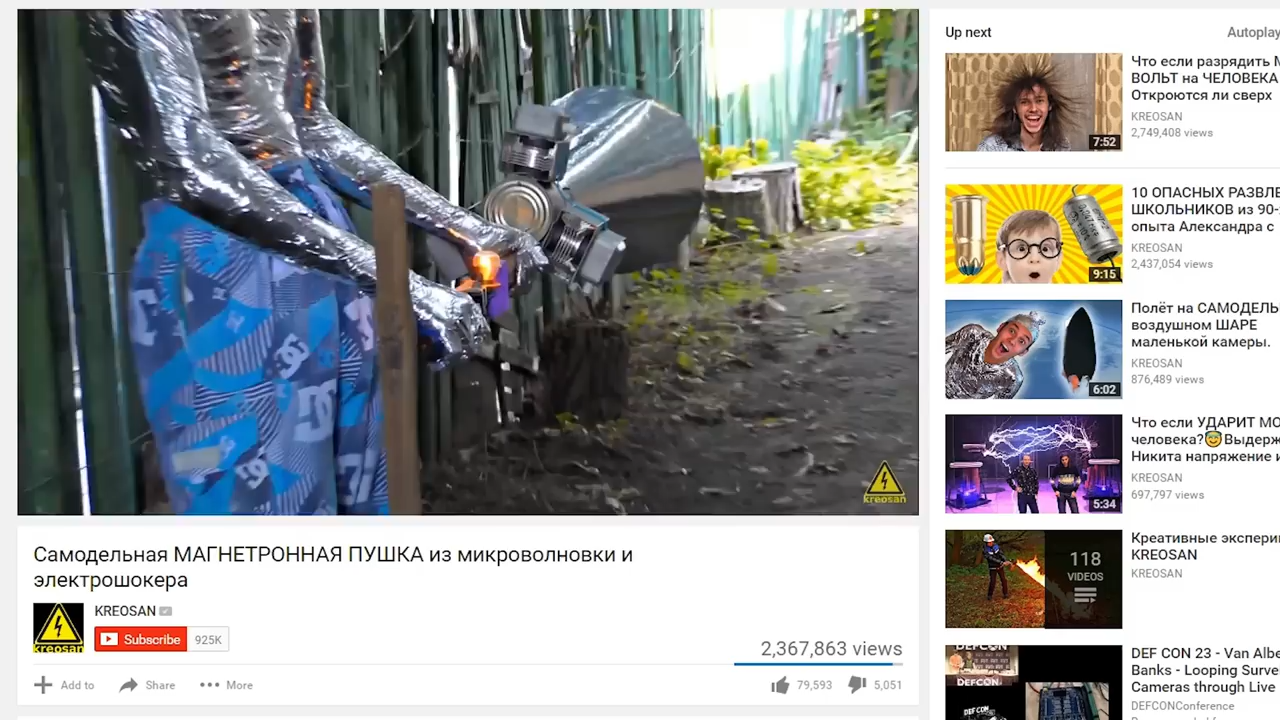 kreosan
Самодельная МАГНЕТРОННАЯ ПУШКА из микроволновки и
электрошокера
kreosan
KREOSAN
Subscribe
925K
2,367,863 views
Add to
Share
More
79,593
5,051
Up next
Autoplay
7:52
Что если разрядить
ВОЛЬТ на ЧЕЛОВЕКА
Откроются ли сверх
KREOSAN
2,749,408 views
9:15
10 ОПАСНЫХ РАЗВЛЕ
ШКОЛЬНИКОВ из 90-
опыта Александра с
KREOSAN
2,437,054 views
6:02
Полёт на САМОДЕЛЬ
воздушном ШАРЕ
маленькой камеры.
KREOSAN
876,489 views
5:34
Что если УДАРИТ МО
человека?😇Выдерж
Никита напряжение и
KREOSAN
697,797 views
118
VIDEOS
Креативные экспери
KREOSAN
KREOSAN
DEFCON
DEF CON
DEF CON 23 - Van Albe
Banks - Looping Surve
Cameras through Live
DEFCONConference